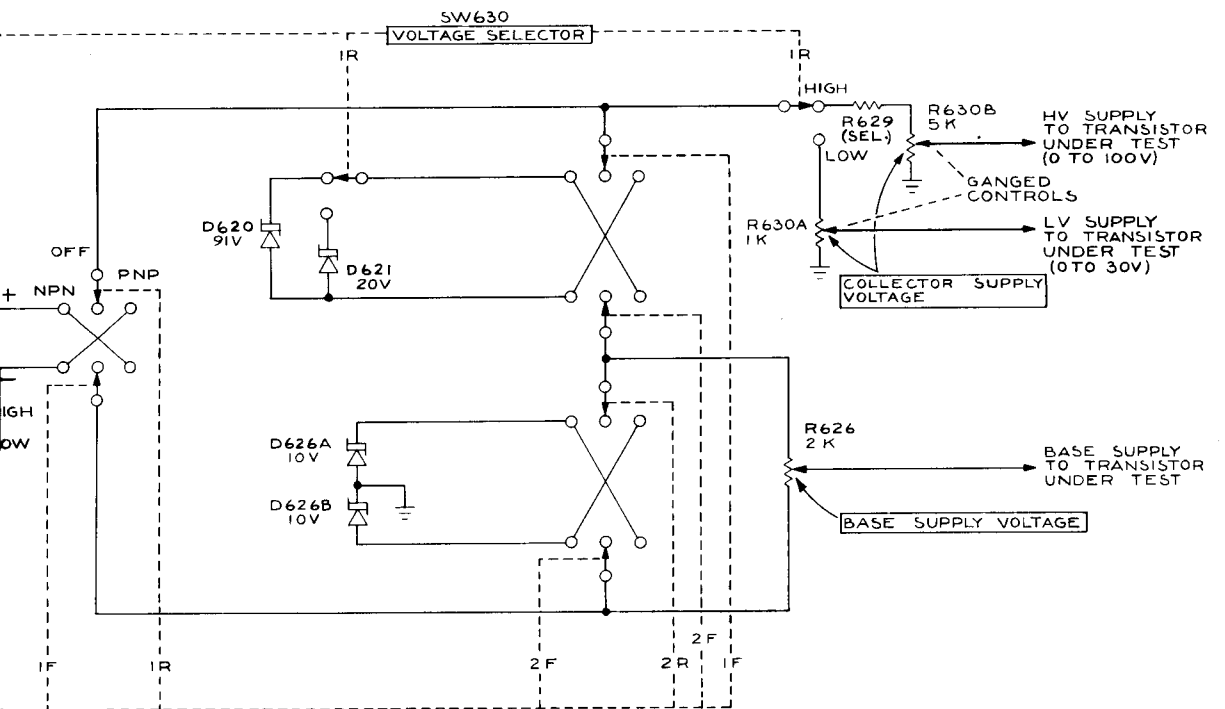 SW630
VOLTAGE SELECTOR
1R
1R
HIGH
R629
(SEL.)
R630B
5K
HV SUPPLY
TO TRANSISTOR
UNDER TEST
(0 TO 100V)
LOW
GANGED
CONTROLS
D620
91V
R630A
1K
LV SUPPLY
TO TRANSISTOR
UNDER TEST
(0 TO 30V)
OFF
PNP
D621
20V
COLLECTOR SUPPLY
VOLTAGE
+
NPN
-
IGH
OW
D626A
10V
R626
2K
BASE SUPPLY
TO TRANSISTOR
UNDER TEST
D626B
10V
BASE SUPPLY VOLTAGE
1F
1R
2F
2R
2F
1F